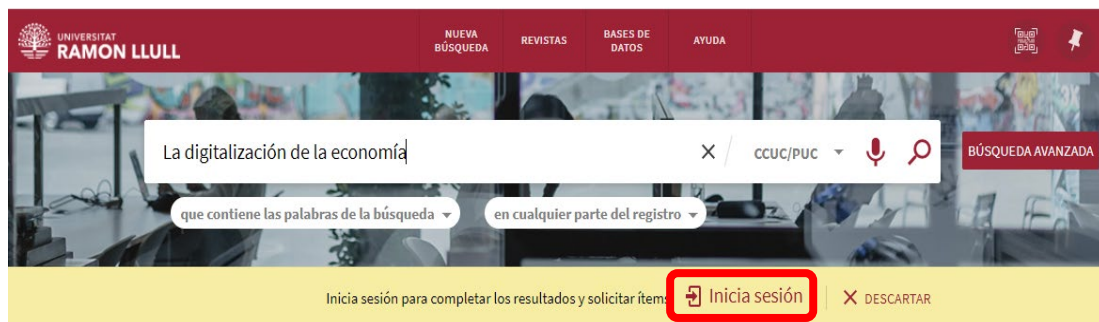 UNIVERSITAT
RAMON LLULL
NUEVA
BÚSQUEDA
REVISTAS
BASES DE
DATOS
AYUDA
La digitalización de la economía
CCUC/PUC
BÚSQUEDA AVANZADA
que contiene las palabras de la búsqueda
en cualquier parte del registro
Inicia sesión para completar los resultados y solicitar ítem
Inicia sesión
DESCARTAR